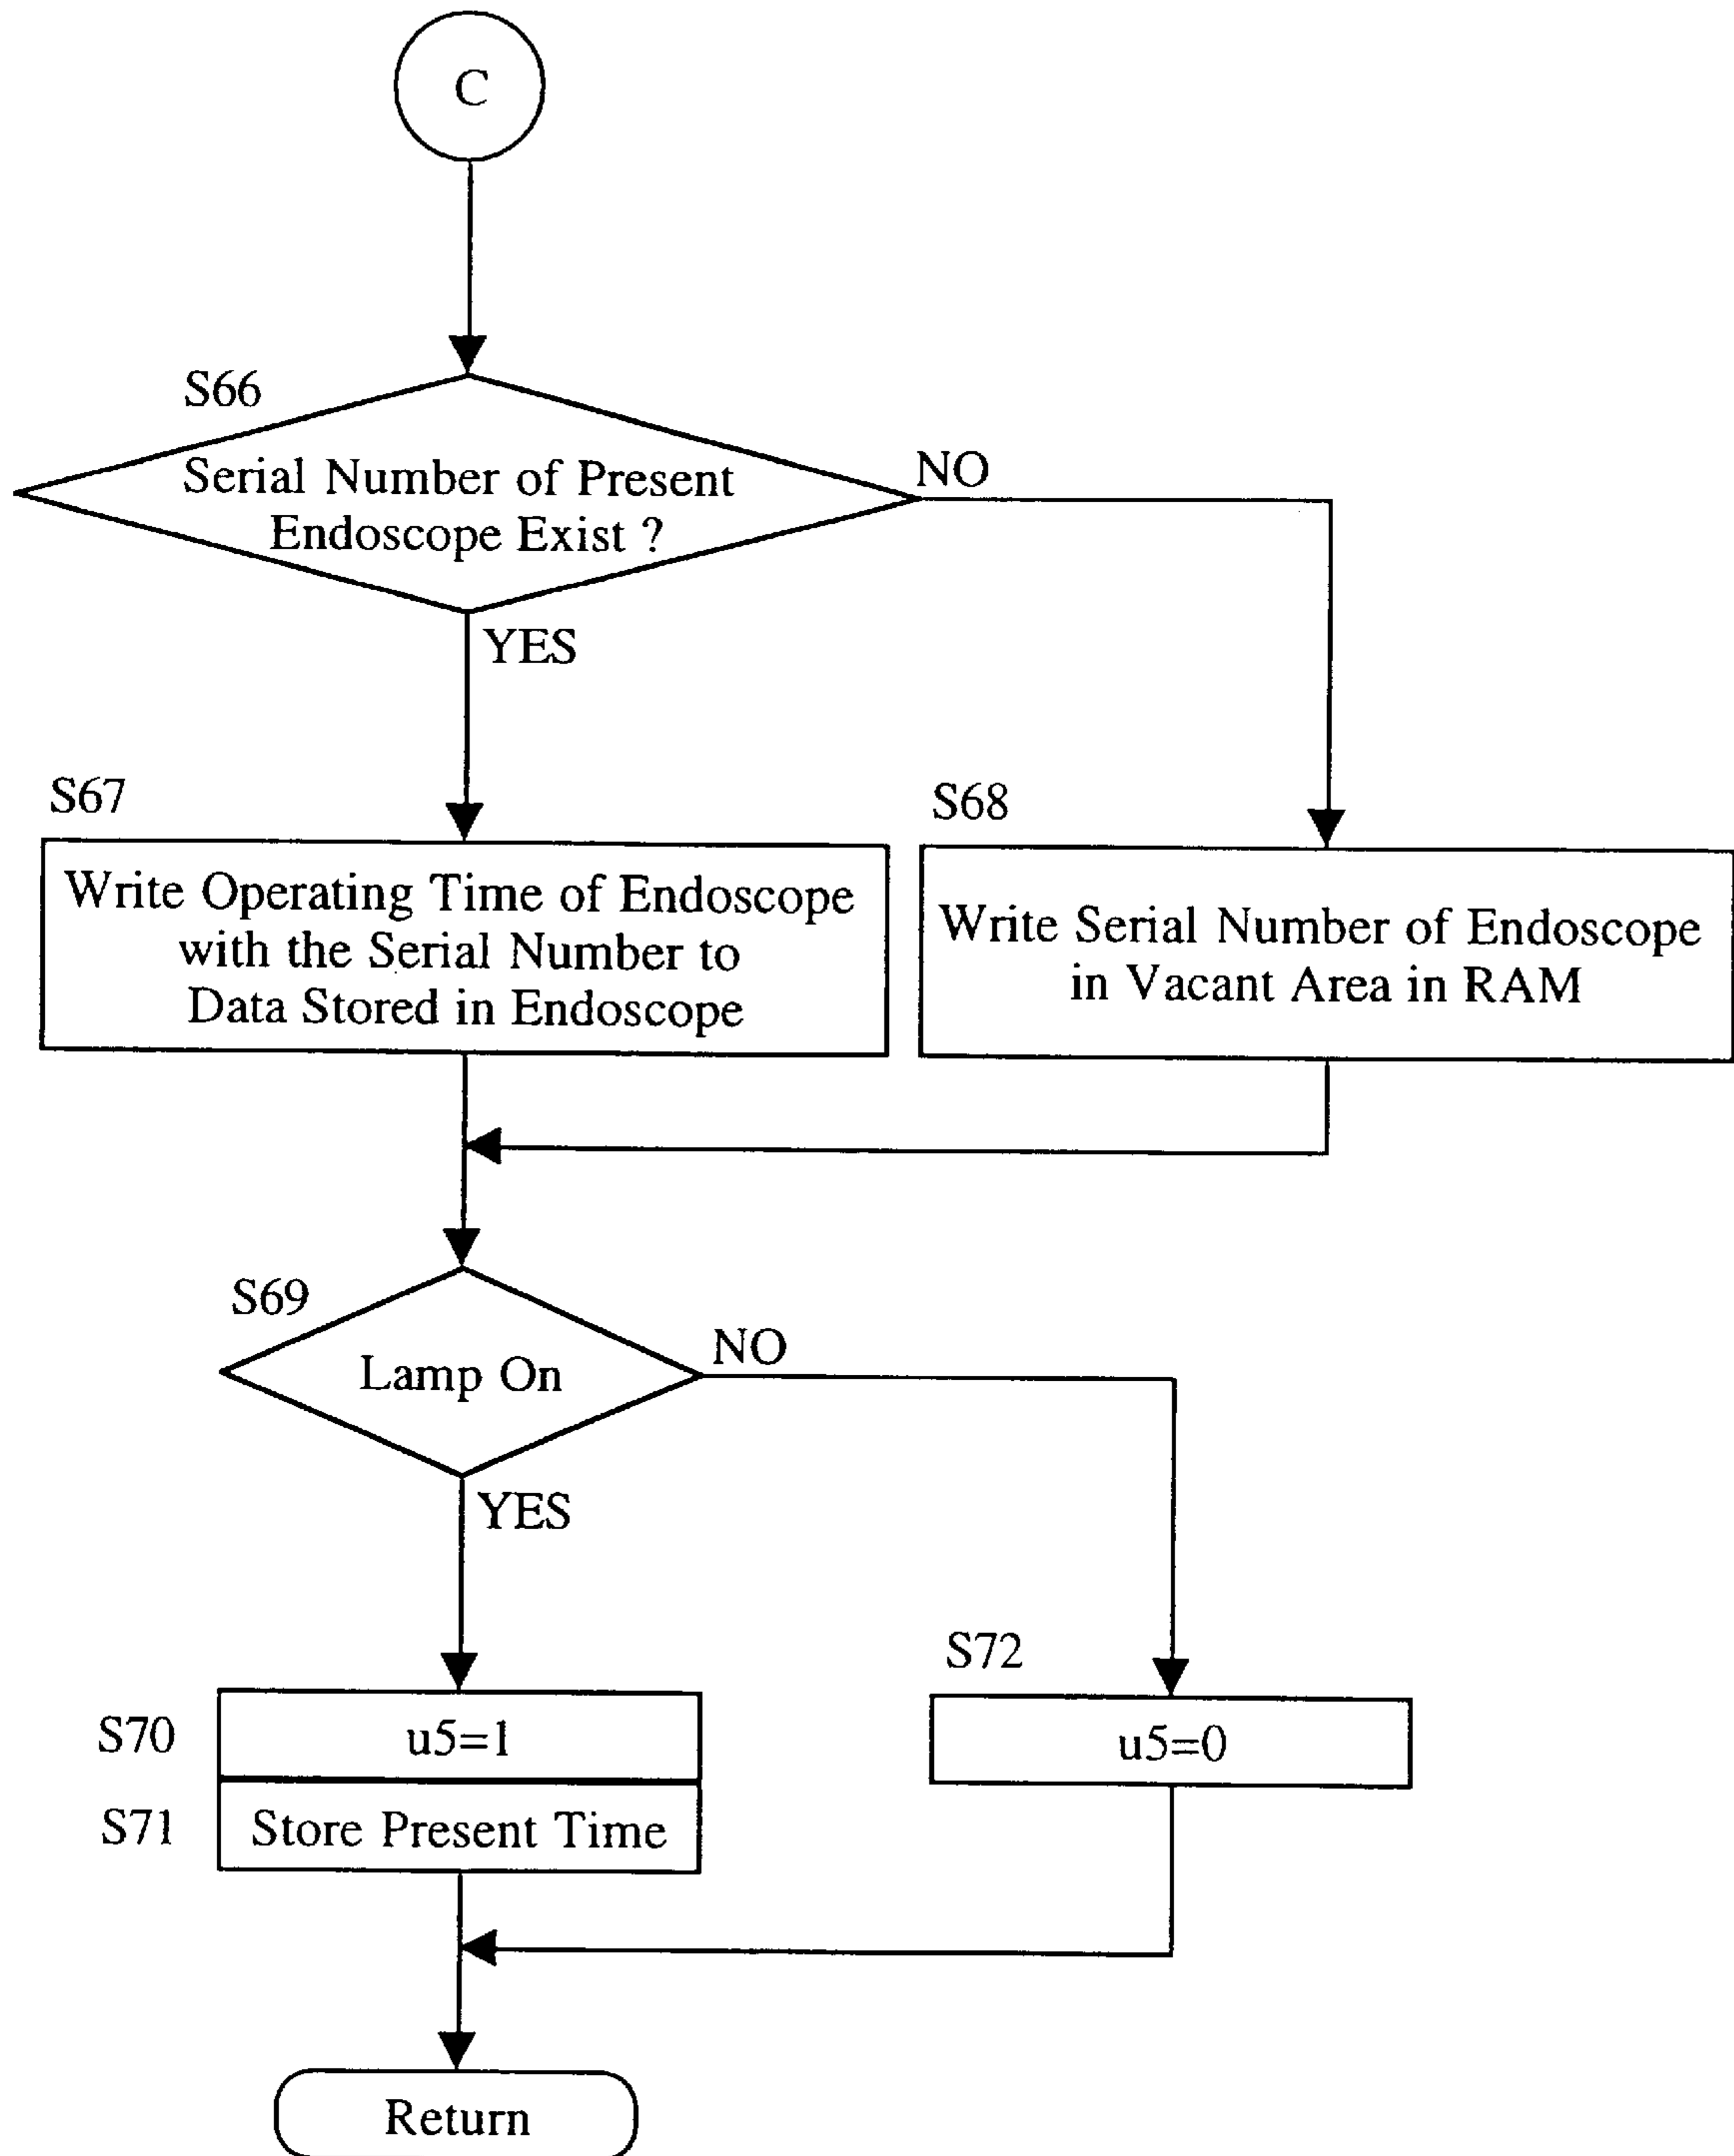 C
S66
Serial Number of Present
Endoscope Exist ?
NO
YES
S67
Write Operating Time of Endoscope
with the Serial Number to
Data Stored in Endoscope
S68
Write Serial Number of Endoscope
in Vacant Area in RAM
S69
Lamp On
NO
YES
S70
u5=1
S71
Store Present Time
S72
u5=0
Return